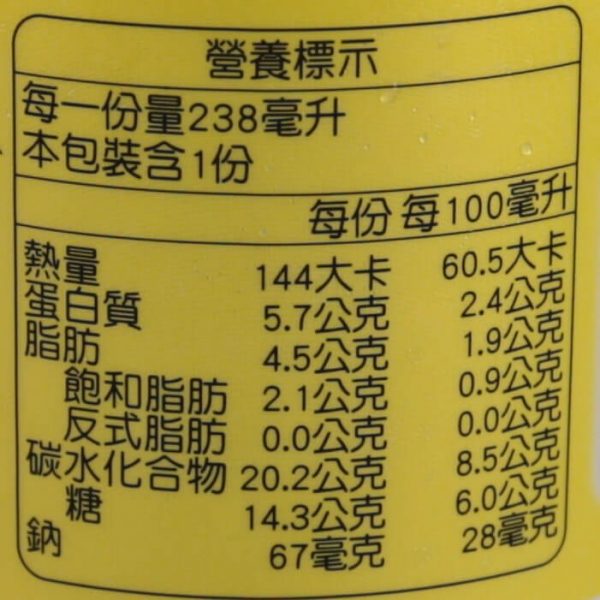 營養標示
每一份量238毫升
本包裝含1份
每份 每100毫升
熱量 144大卡 60.5大卡
蛋白質 5.7公克 2.4公克
脂肪 4.5公克 1.9公克
飽和脂肪 2.1公克 0.9公克
反式脂肪 0.0公克 0.0公克
碳水化合物 20.2公克 8.5公克
糖 14.3公克 6.0公克
鈉 67毫克 28毫克